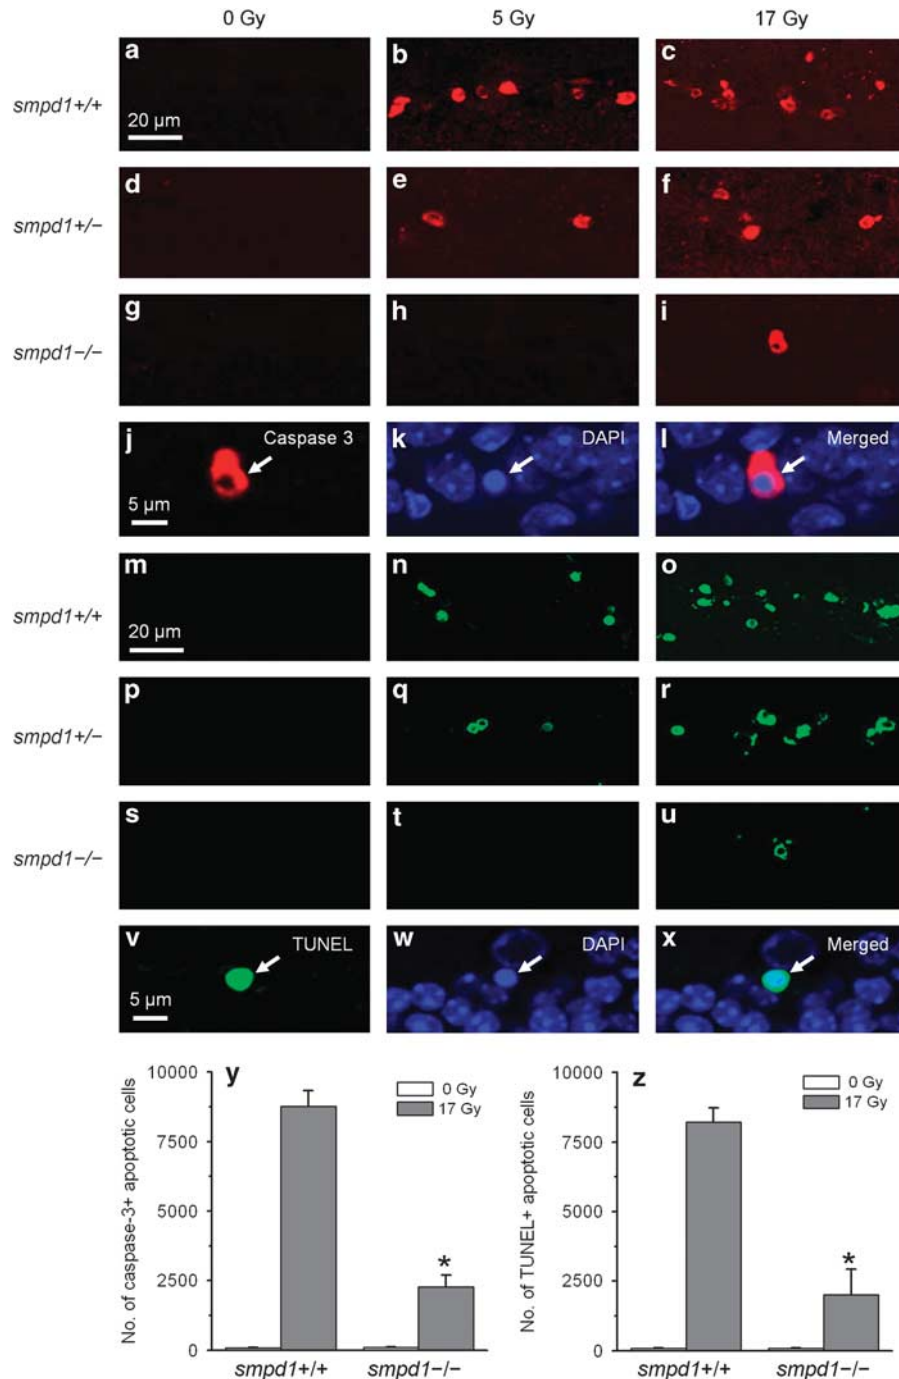 0 Gy 5 Gy 17 Gy
smpd1+/+ a b c
20 µm
smpd1+/− d e f
smpd1−/− g h i
j Caspase 3 k DAPI l Merged
5 µm
smpd1+/+ m n o
20 µm
smpd1+/− p q r
smpd1−/− s t u
v TUNEL w DAPI x Merged
5 µm
y
No. of caspase-3+ apoptotic cells
10000
7500
5000
2500
0
0 Gy
17 Gy
*
smpd1+/+ smpd1−/−
z
No. of TUNEL+ apoptotic cells
10000
7500
5000
2500
0
0 Gy
17 Gy
*
smpd1+/+ smpd1−/−